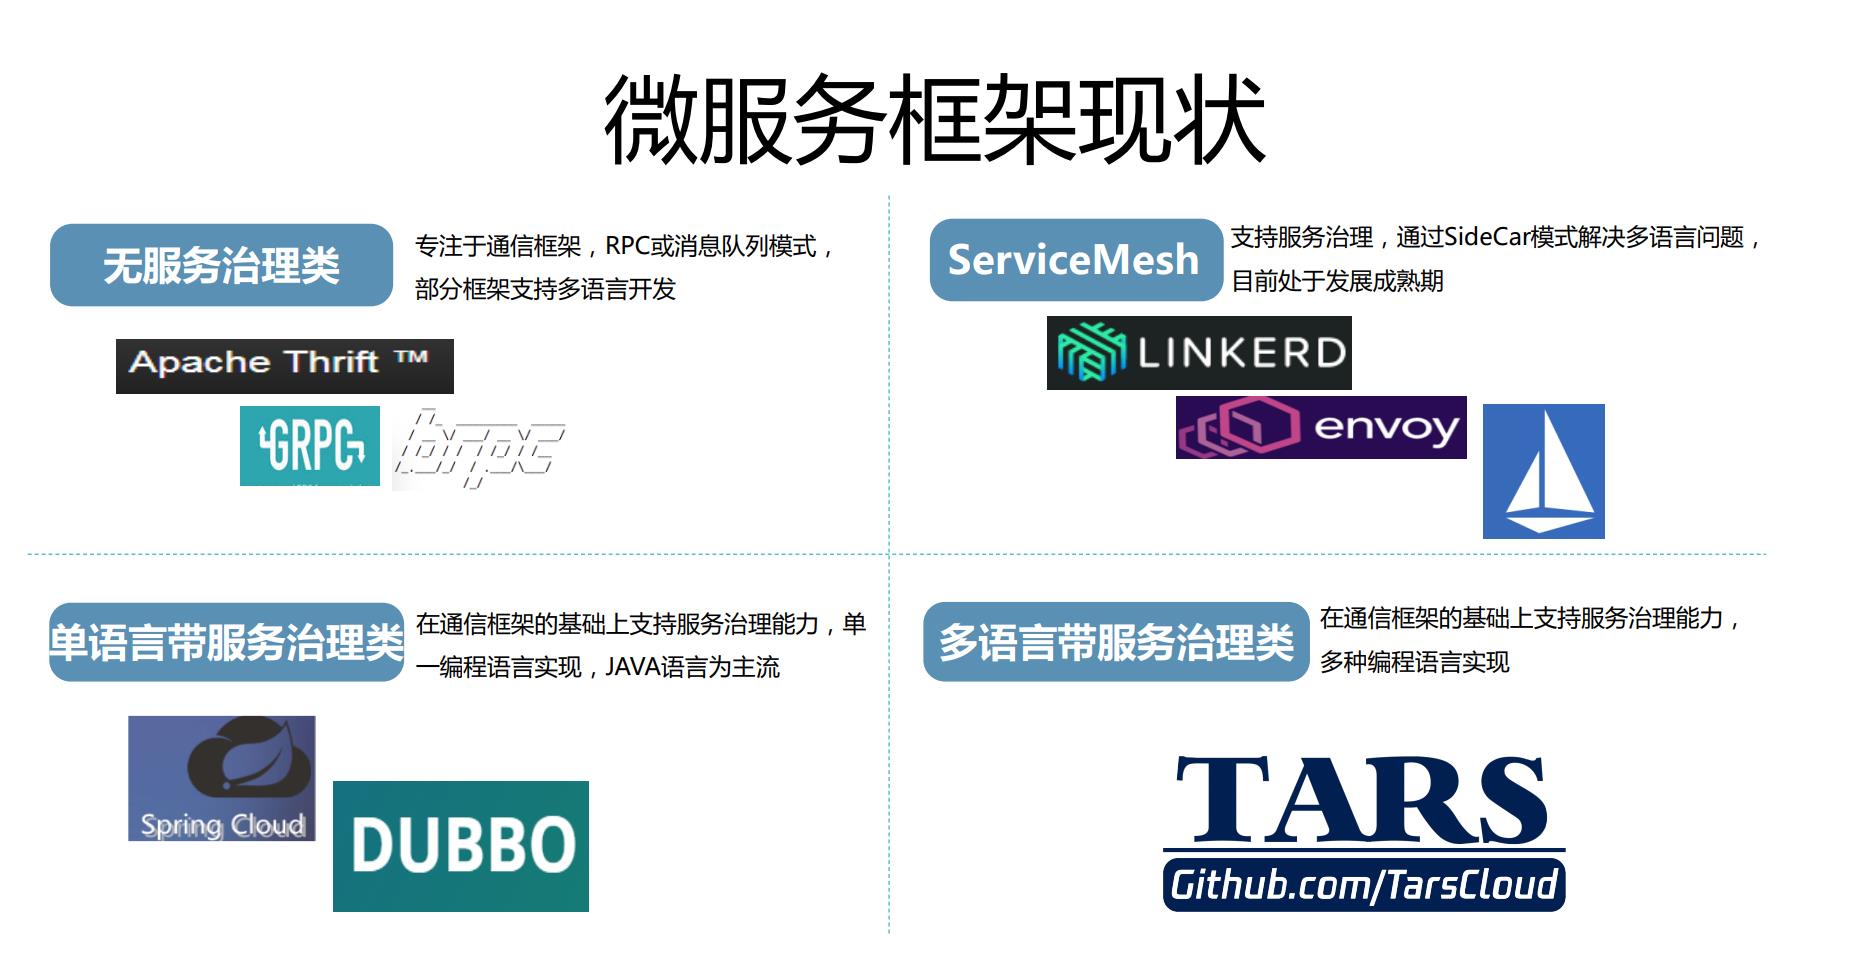 微服务框架现状
无服务治理类
专注于通信框架，RPC或消息队列模式，
部分框架支持多语言开发
Apache Thrift ™
GRPC
brpc
ServiceMesh
支持服务治理，通过SideCar模式解决多语言问题，
目前处于发展成熟期
LINKERD
envoy
单语言带服务治理类
在通信框架的基础上支持服务治理能力，单
一编程语言实现，JAVA语言为主流
Spring Cloud
DUBBO
多语言带服务治理类
在通信框架的基础上支持服务治理能力，
多种编程语言实现
TARS
Github.com/TarsCloud